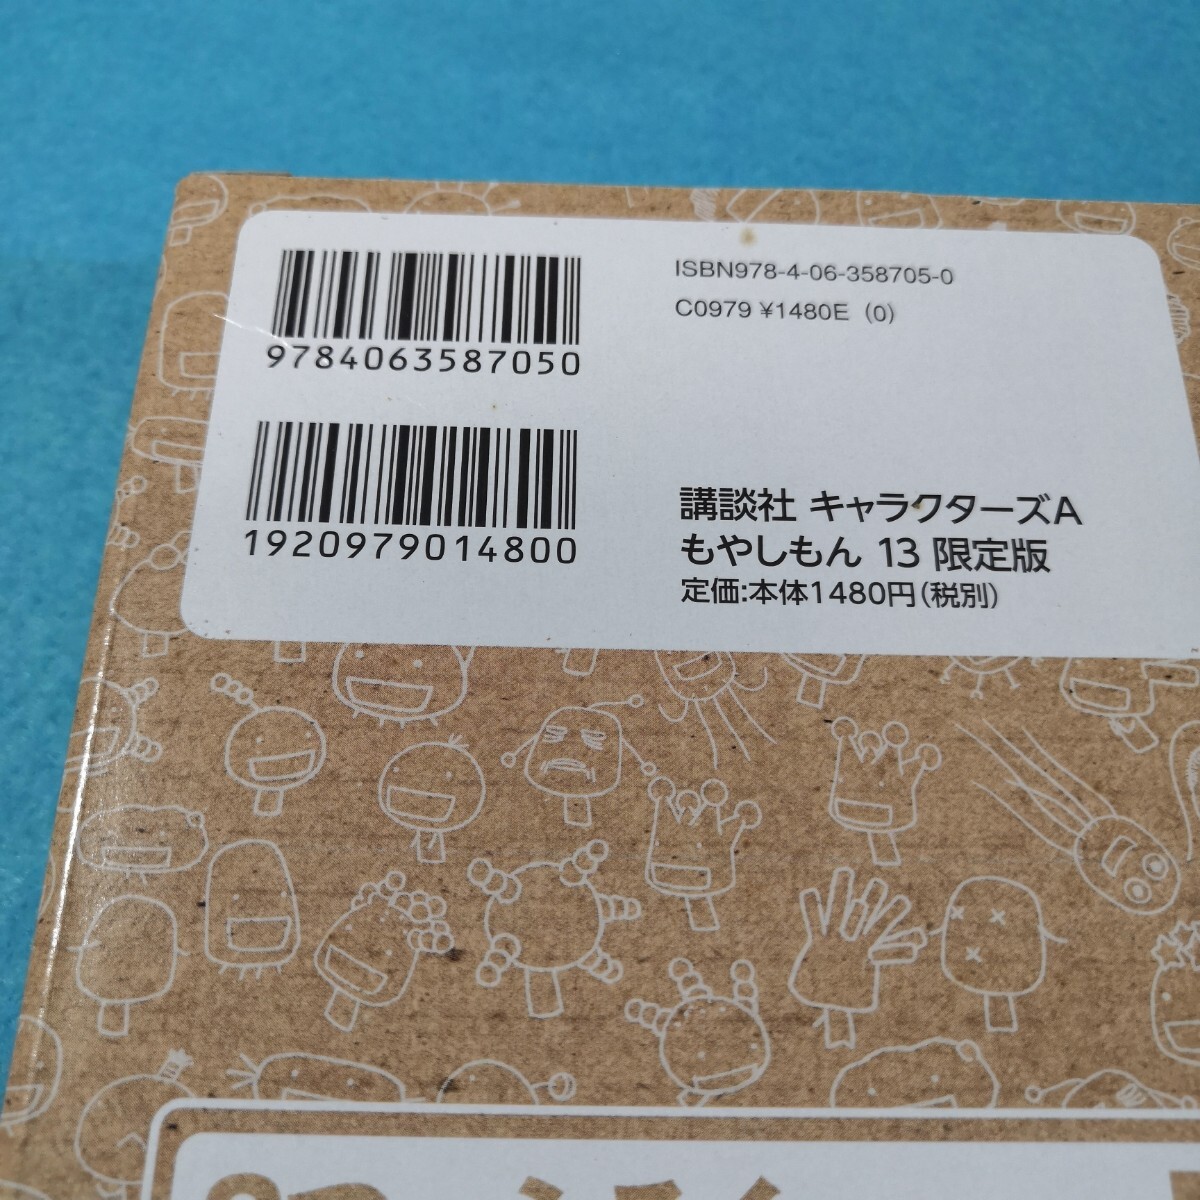 9784063587050
ISBN978-4-06-358705-0
C0979 ¥1480E (0)
1920979014800
講談社 キャラクターズA
もやしもん 13 限定版
定価:本体1480円(税別)